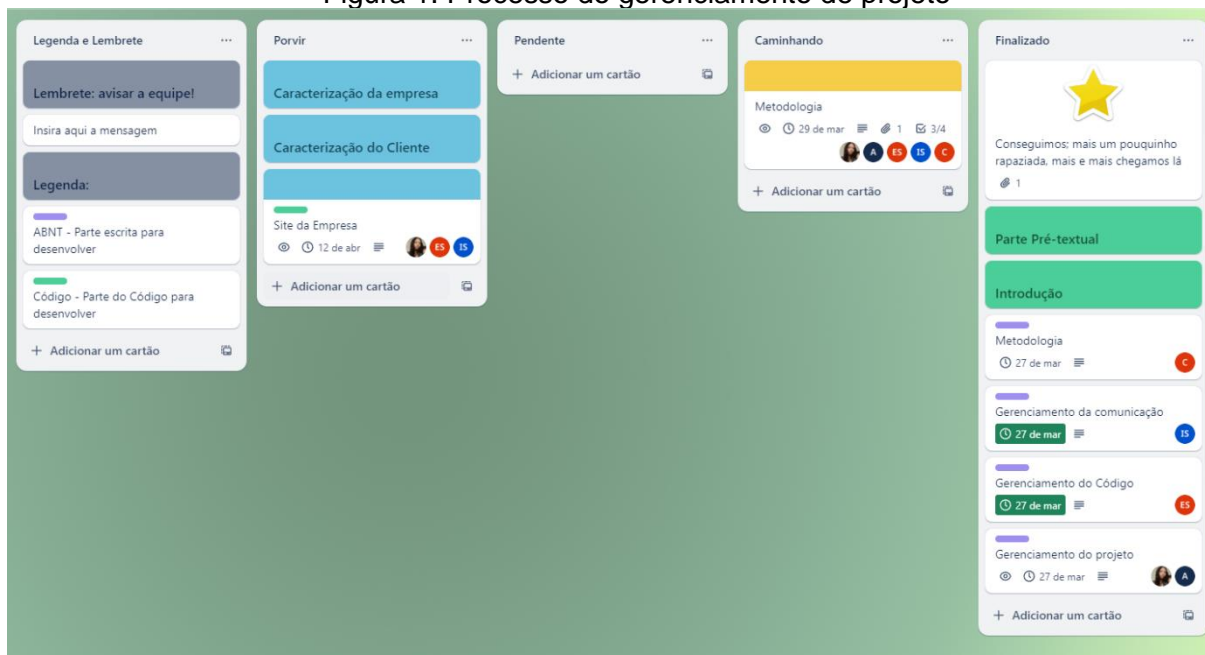 Figura 1: Processo do gerenciamento do projeto
Legenda e Lembrete
Lembrete: avisar a equipe!
Insira aqui a mensagem
Legenda:
ABNT - Parte escrita para
desenvolver
Código - Parte do Código para
desenvolver
+ Adicionar um cartão
Porvir
Caracterização da empresa
Caracterização do Cliente
Site da Empresa
12 de abr
ES
IS
+ Adicionar um cartão
Pendente
+ Adicionar um cartão
Caminhando
Metodologia
29 de mar
1
3/4
A
ES
IS
C
+ Adicionar um cartão
Finalizado
Conseguimos; mais um pouquinho
rapaziada, mais e mais chegamos lá
1
Parte Pré-textual
Introdução
Metodologia
27 de mar
C
Gerenciamento da comunicação
27 de mar
IS
Gerenciamento do Código
27 de mar
ES
Gerenciamento do projeto
27 de mar
A
+ Adicionar um cartão